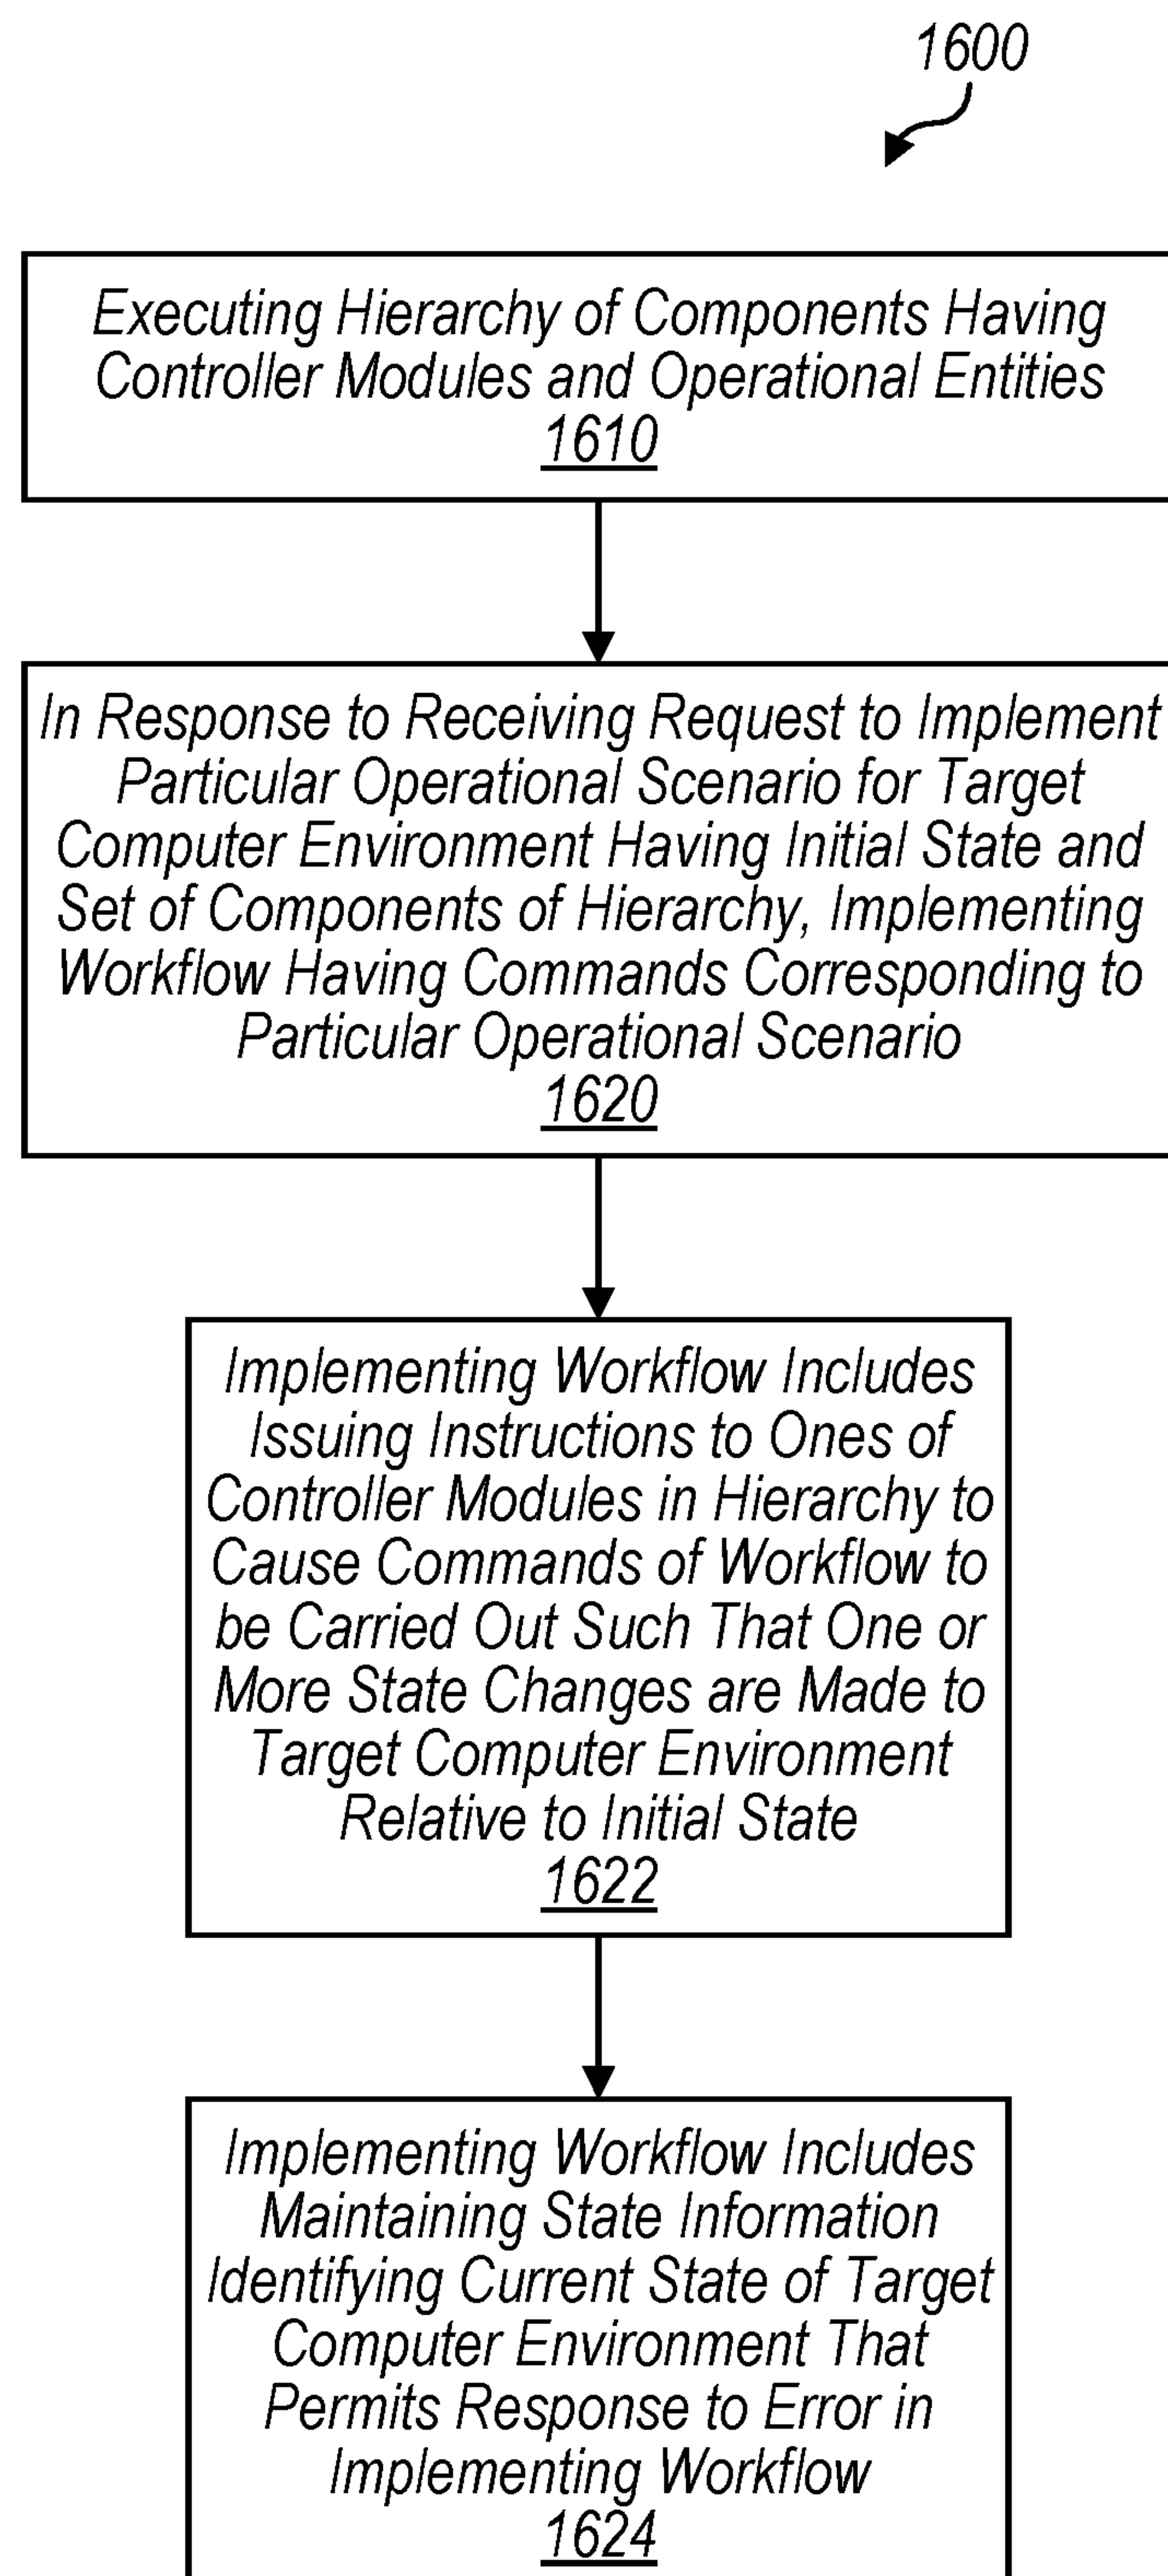 1600
Executing Hierarchy of Components Having
Controller Modules and Operational Entities
1610
In Response to Receiving Request to Implement
Particular Operational Scenario for Target
Computer Environment Having Initial State and
Set of Components of Hierarchy, Implementing
Workflow Having Commands Corresponding to
Particular Operational Scenario
1620
Implementing Workflow Includes
Issuing Instructions to Ones of
Controller Modules in Hierarchy to
Cause Commands of Workflow to
be Carried Out Such That One or
More State Changes are Made to
Target Computer Environment
Relative to Initial State
1622
Implementing Workflow Includes
Maintaining State Information
Identifying Current State of Target
Computer Environment That
Permits Response to Error in
Implementing Workflow
1624